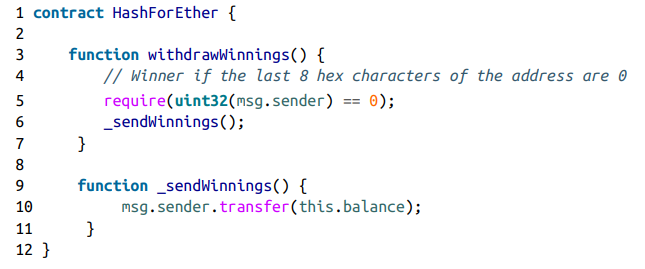 1 contract HashForEther {
2
3     function withdrawWinnings() {
4         // Winner if the last 8 hex characters of the address are 0
5         require(uint32(msg.sender) == 0);
6         _sendWinnings();
7      }
8
9      function _sendWinnings() {
10          msg.sender.transfer(this.balance);
11      }
12 }